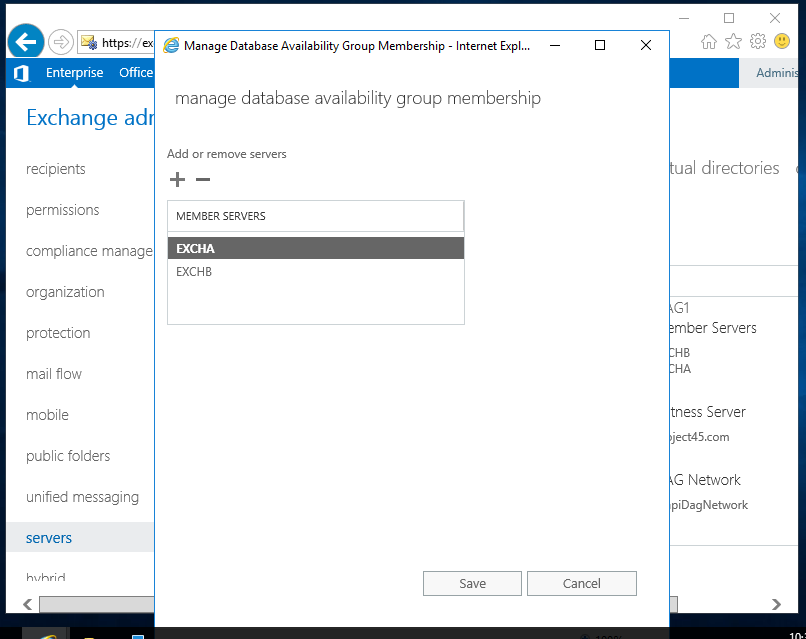 https://ex
Manage Database Availability Group Membership - Internet Expl...
Enterprise Office
Adminis
Exchange adr
manage database availability group membership
Add or remove servers
MEMBER SERVERS
EXCHA
EXCHB
Save
Cancel
recipients
permissions
compliance manage
organization
protection
mail flow
mobile
public folders
unified messaging
servers
hybrid
tual directories
AG1
ember Servers
CHB
CHA
tness Server
ject45.com
AG Network
apiDagNetwork